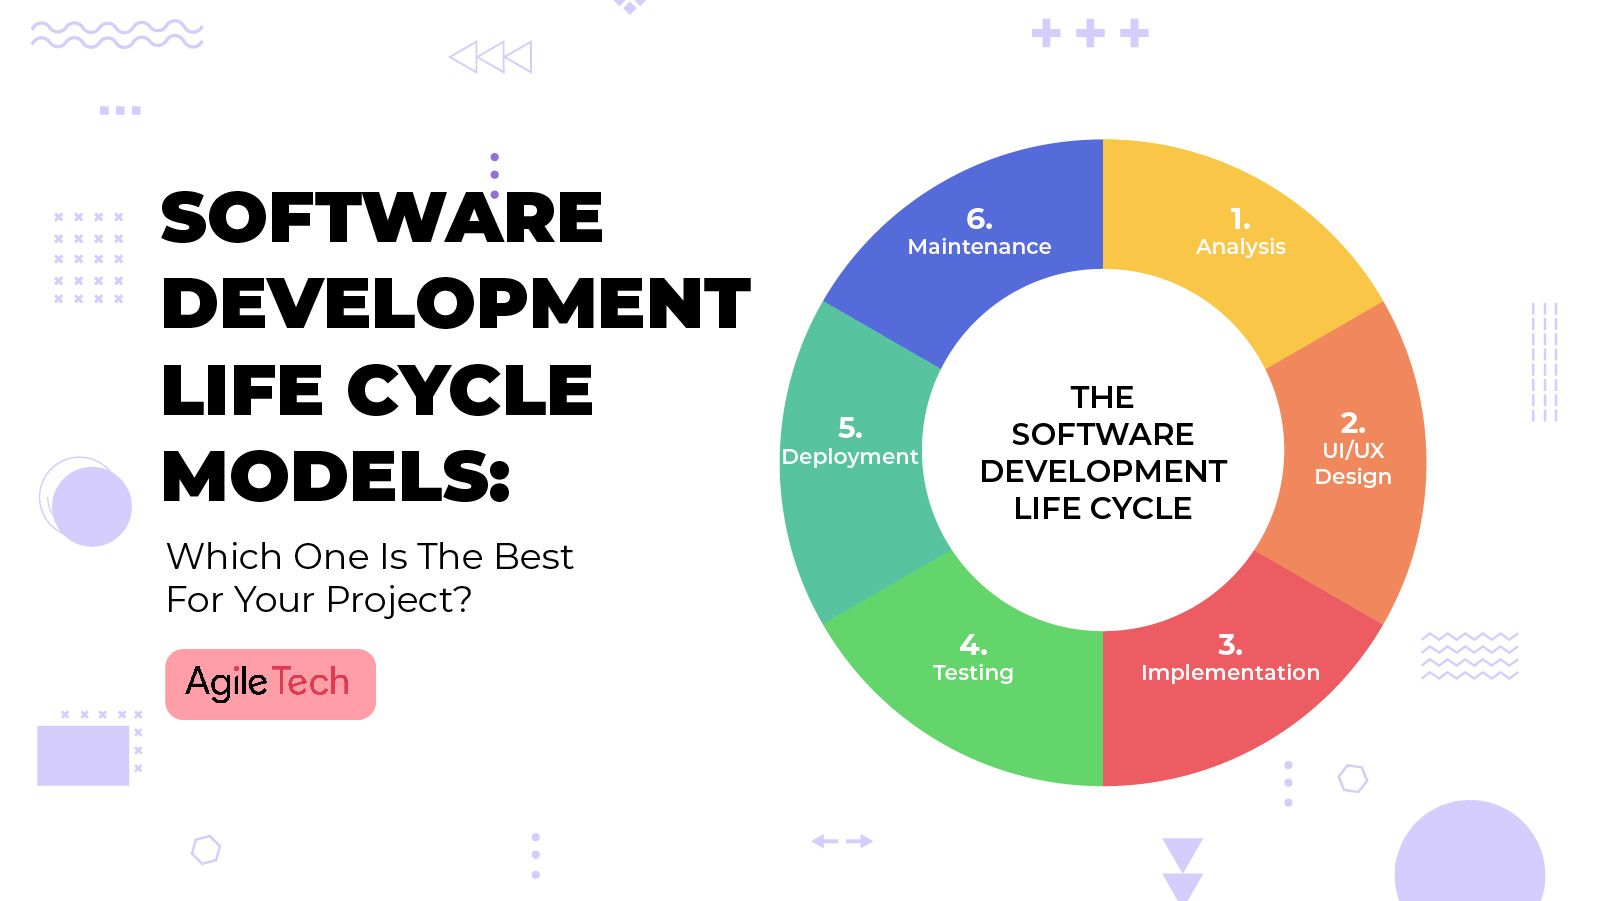 SOFTWARE
DEVELOPMENT
LIFE CYCLE
MODELS:
Which One Is The Best
For Your Project?
AgileTech
1.
Analysis
2.
UI/UX
Design
3.
Implementation
4.
Testing
5.
Deployment
6.
Maintenance
THE
SOFTWARE
DEVELOPMENT
LIFE CYCLE